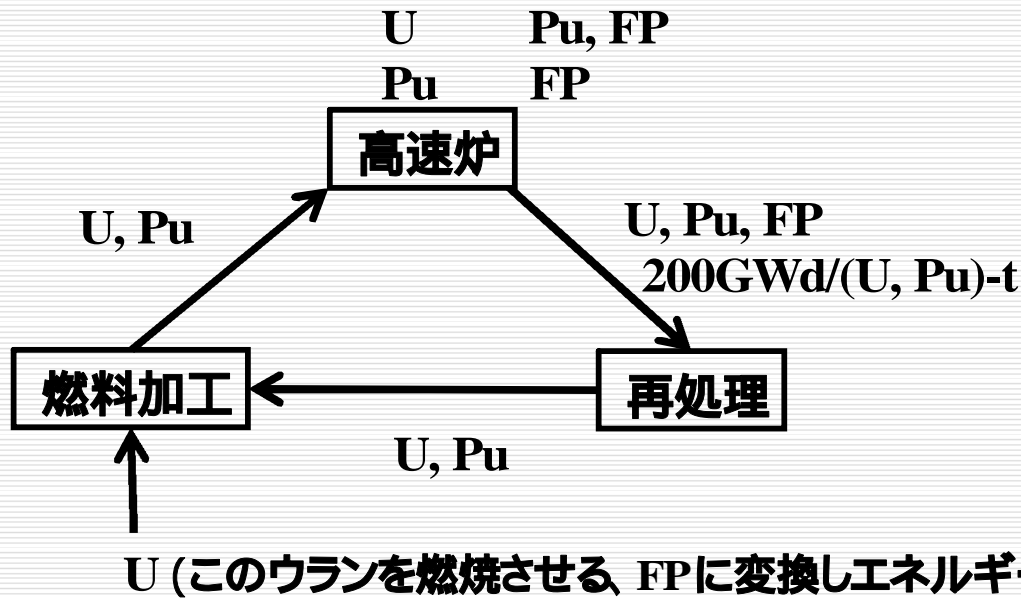 U Pu, FP
Pu FP
高速炉
U, Pu
U, Pu, FP
200GWd/(U, Pu)-t
燃料加工
再処理
U, Pu
U (このウランを燃焼させる、FPに変換しエネルギー